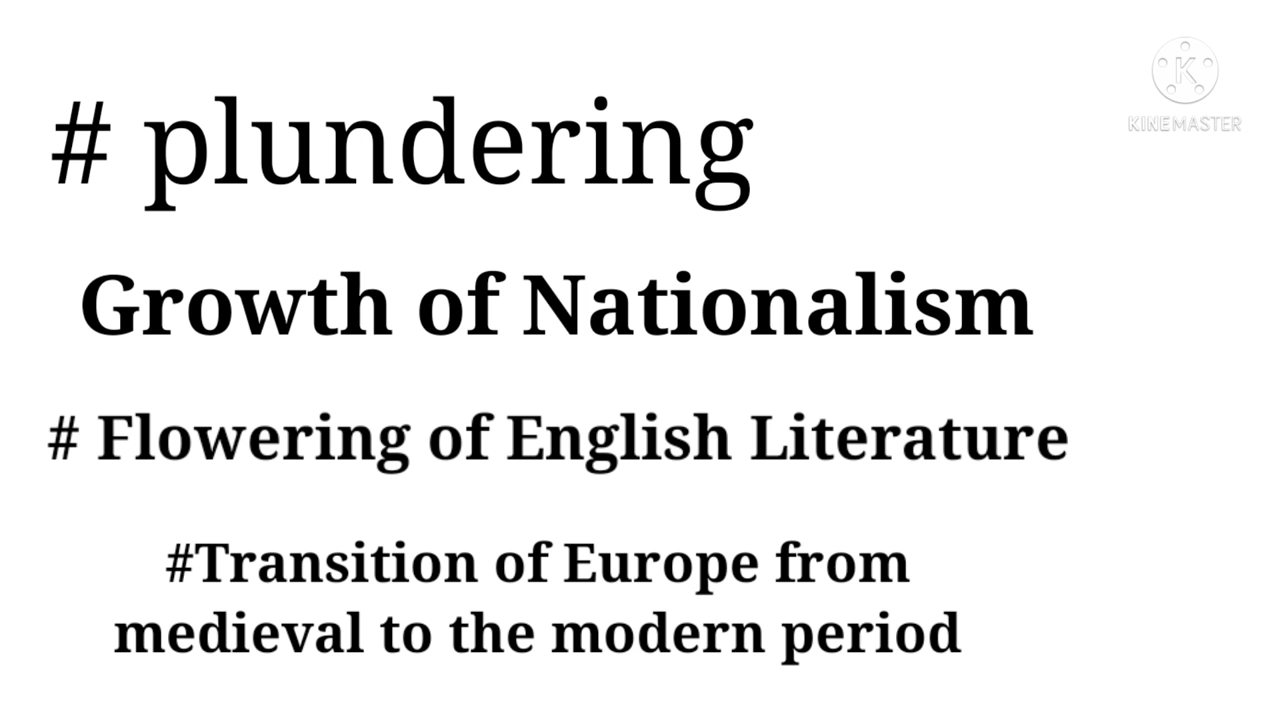 # plundering
KINEMASTER
Growth of Nationalism
# Flowering of English Literature
#Transition of Europe from
medieval to the modern period